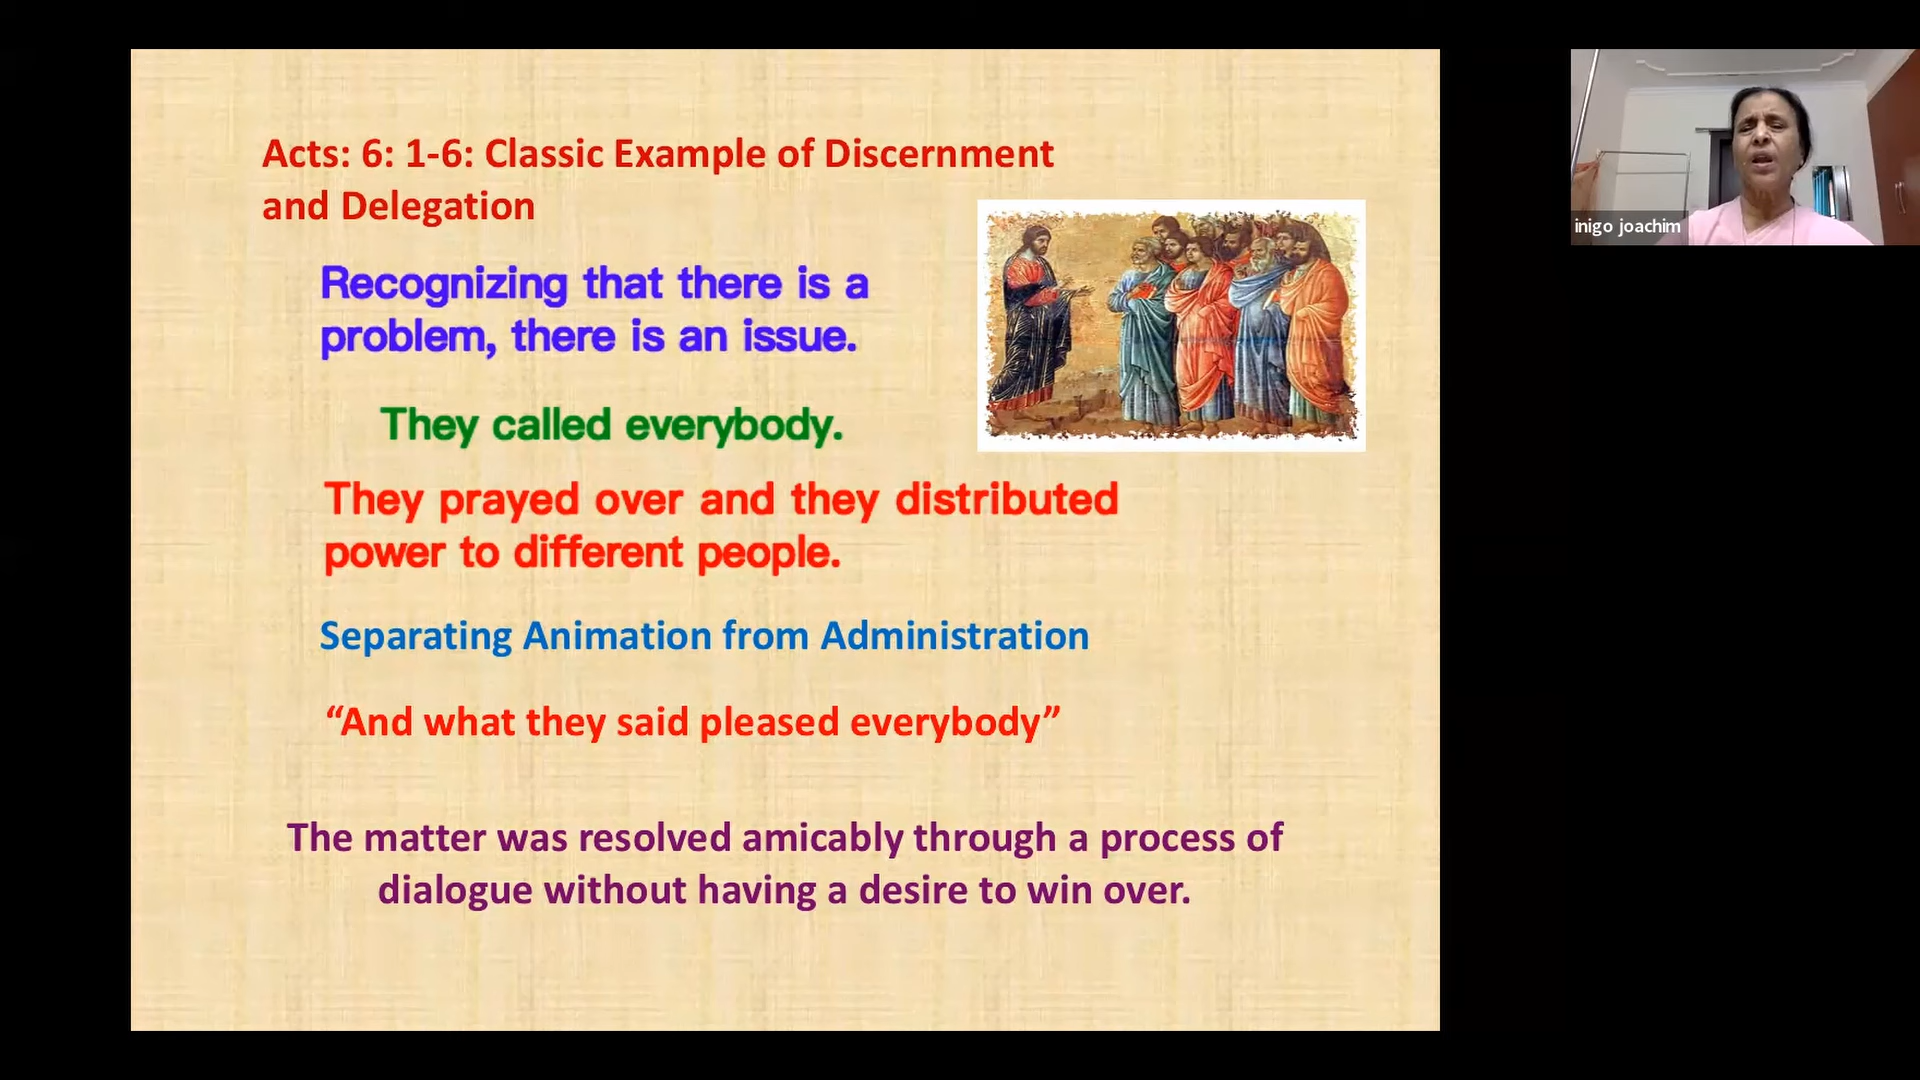 Acts: 6: 1-6: Classic Example of Discernment
and Delegation
Recognizing that there is a
problem, there is an issue.
They called everybody.
They prayed over and they distributed
power to different people.
Separating Animation from Administration
“And what they said pleased everybody”
The matter was resolved amicably through a process of
dialogue without having a desire to win over.
inigo joachim